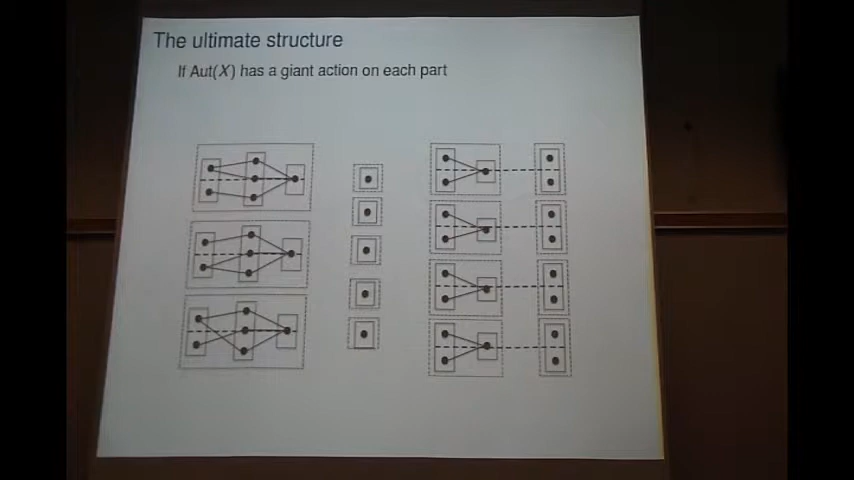 The ultimate structure
If Aut(X) has a giant action on each part